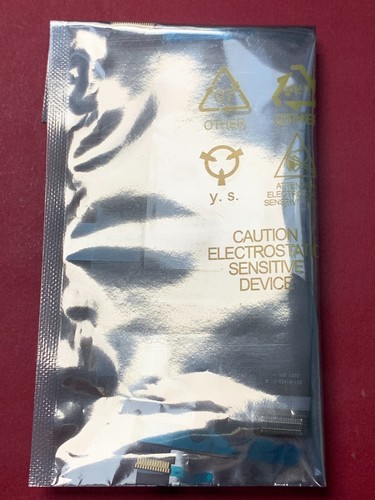 OTHER
y. s.
CAUTION
ELECTROSTATIC
SENSITIVE
DEVICE